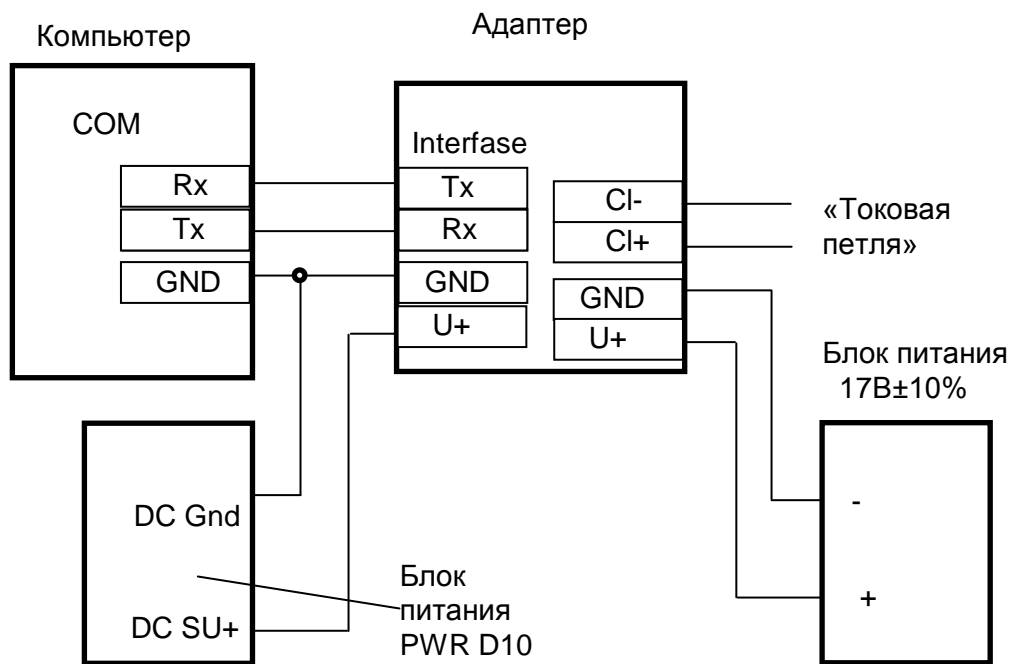 Компьютер
Адаптер
COM
Interfase
Rx
Tx
Tx
Rx
GND
GND
U+
Cl-
Cl+
GND
U+
«Токовая
петля»
Блок питания
17В±10%
DC Gnd
DC SU+
Блок
питания
PWR D10
-
+